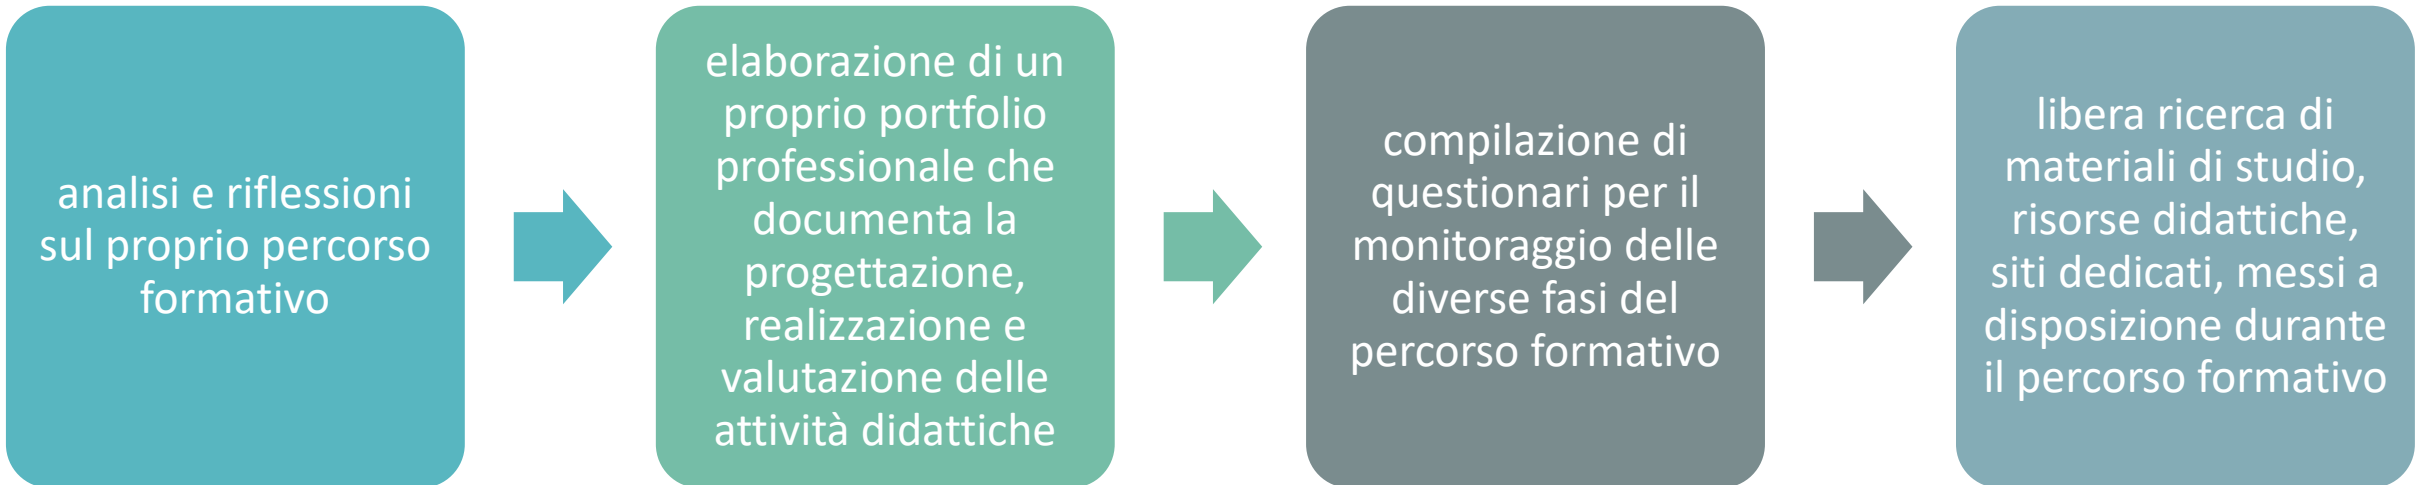 analisi e riflessioni
sul proprio percorso
formativo
elaborazione di un
proprio portfolio
professionale che
documenta la
progettazione,
realizzazione e
valutazione delle
attività didattiche
compilazione di
questionari per il
monitoraggio delle
diverse fasi del
percorso formativo
libera ricerca di
materiali di studio,
risorse didattiche,
siti dedicati, messi a
disposizione durante
il percorso formativo